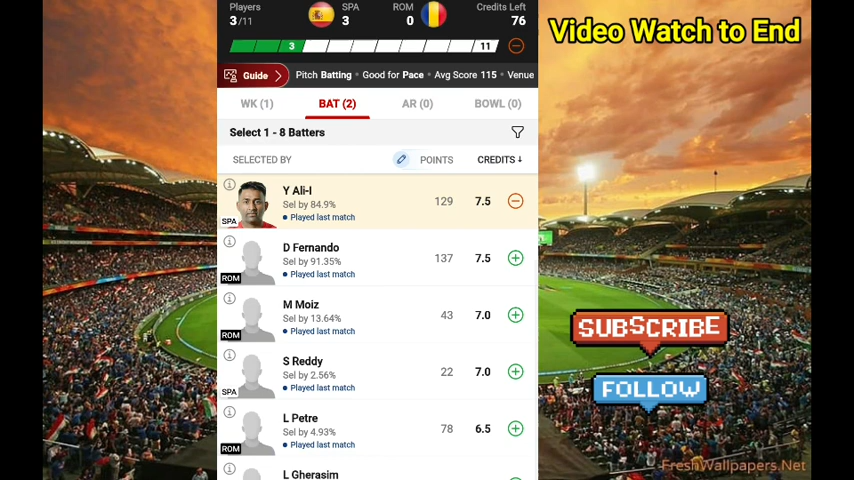 Players
SPA
ROM
Credits Left
3/11
3
0
76
3
11
Guide
Pitch Batting
Good for Pace
Avg Score 115
Venue
WK (1)
BAT (2)
AR (0)
BOWL (0)
Select 1 - 8 Batters
SELECTED BY
POINTS
CREDITS↓
Y Ali-I
Sel by 84.9%
Played last match
SPA
129
7.5
D Fernando
Sel by 91.35%
Played last match
ROM
137
7.5
M Moiz
Sel by 13.64%
Played last match
ROM
43
7.0
S Reddy
Sel by 2.56%
Played last match
SPA
22
7.0
L Petre
Sel by 4.93%
Played last match
ROM
78
6.5
L Gherasim
Video Watch to End
SUBSCRIBE
FOLLOW
FreshWallpapers.Net